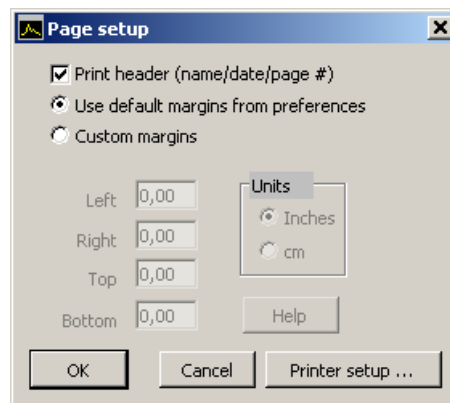 Page setup
Print header (name/date/page #)
Use default margins from preferences
Custom margins
Left 0,00
Right 0,00
Top 0,00
Bottom 0,00
Units
Inches
cm
Help
OK Cancel Printer setup ...